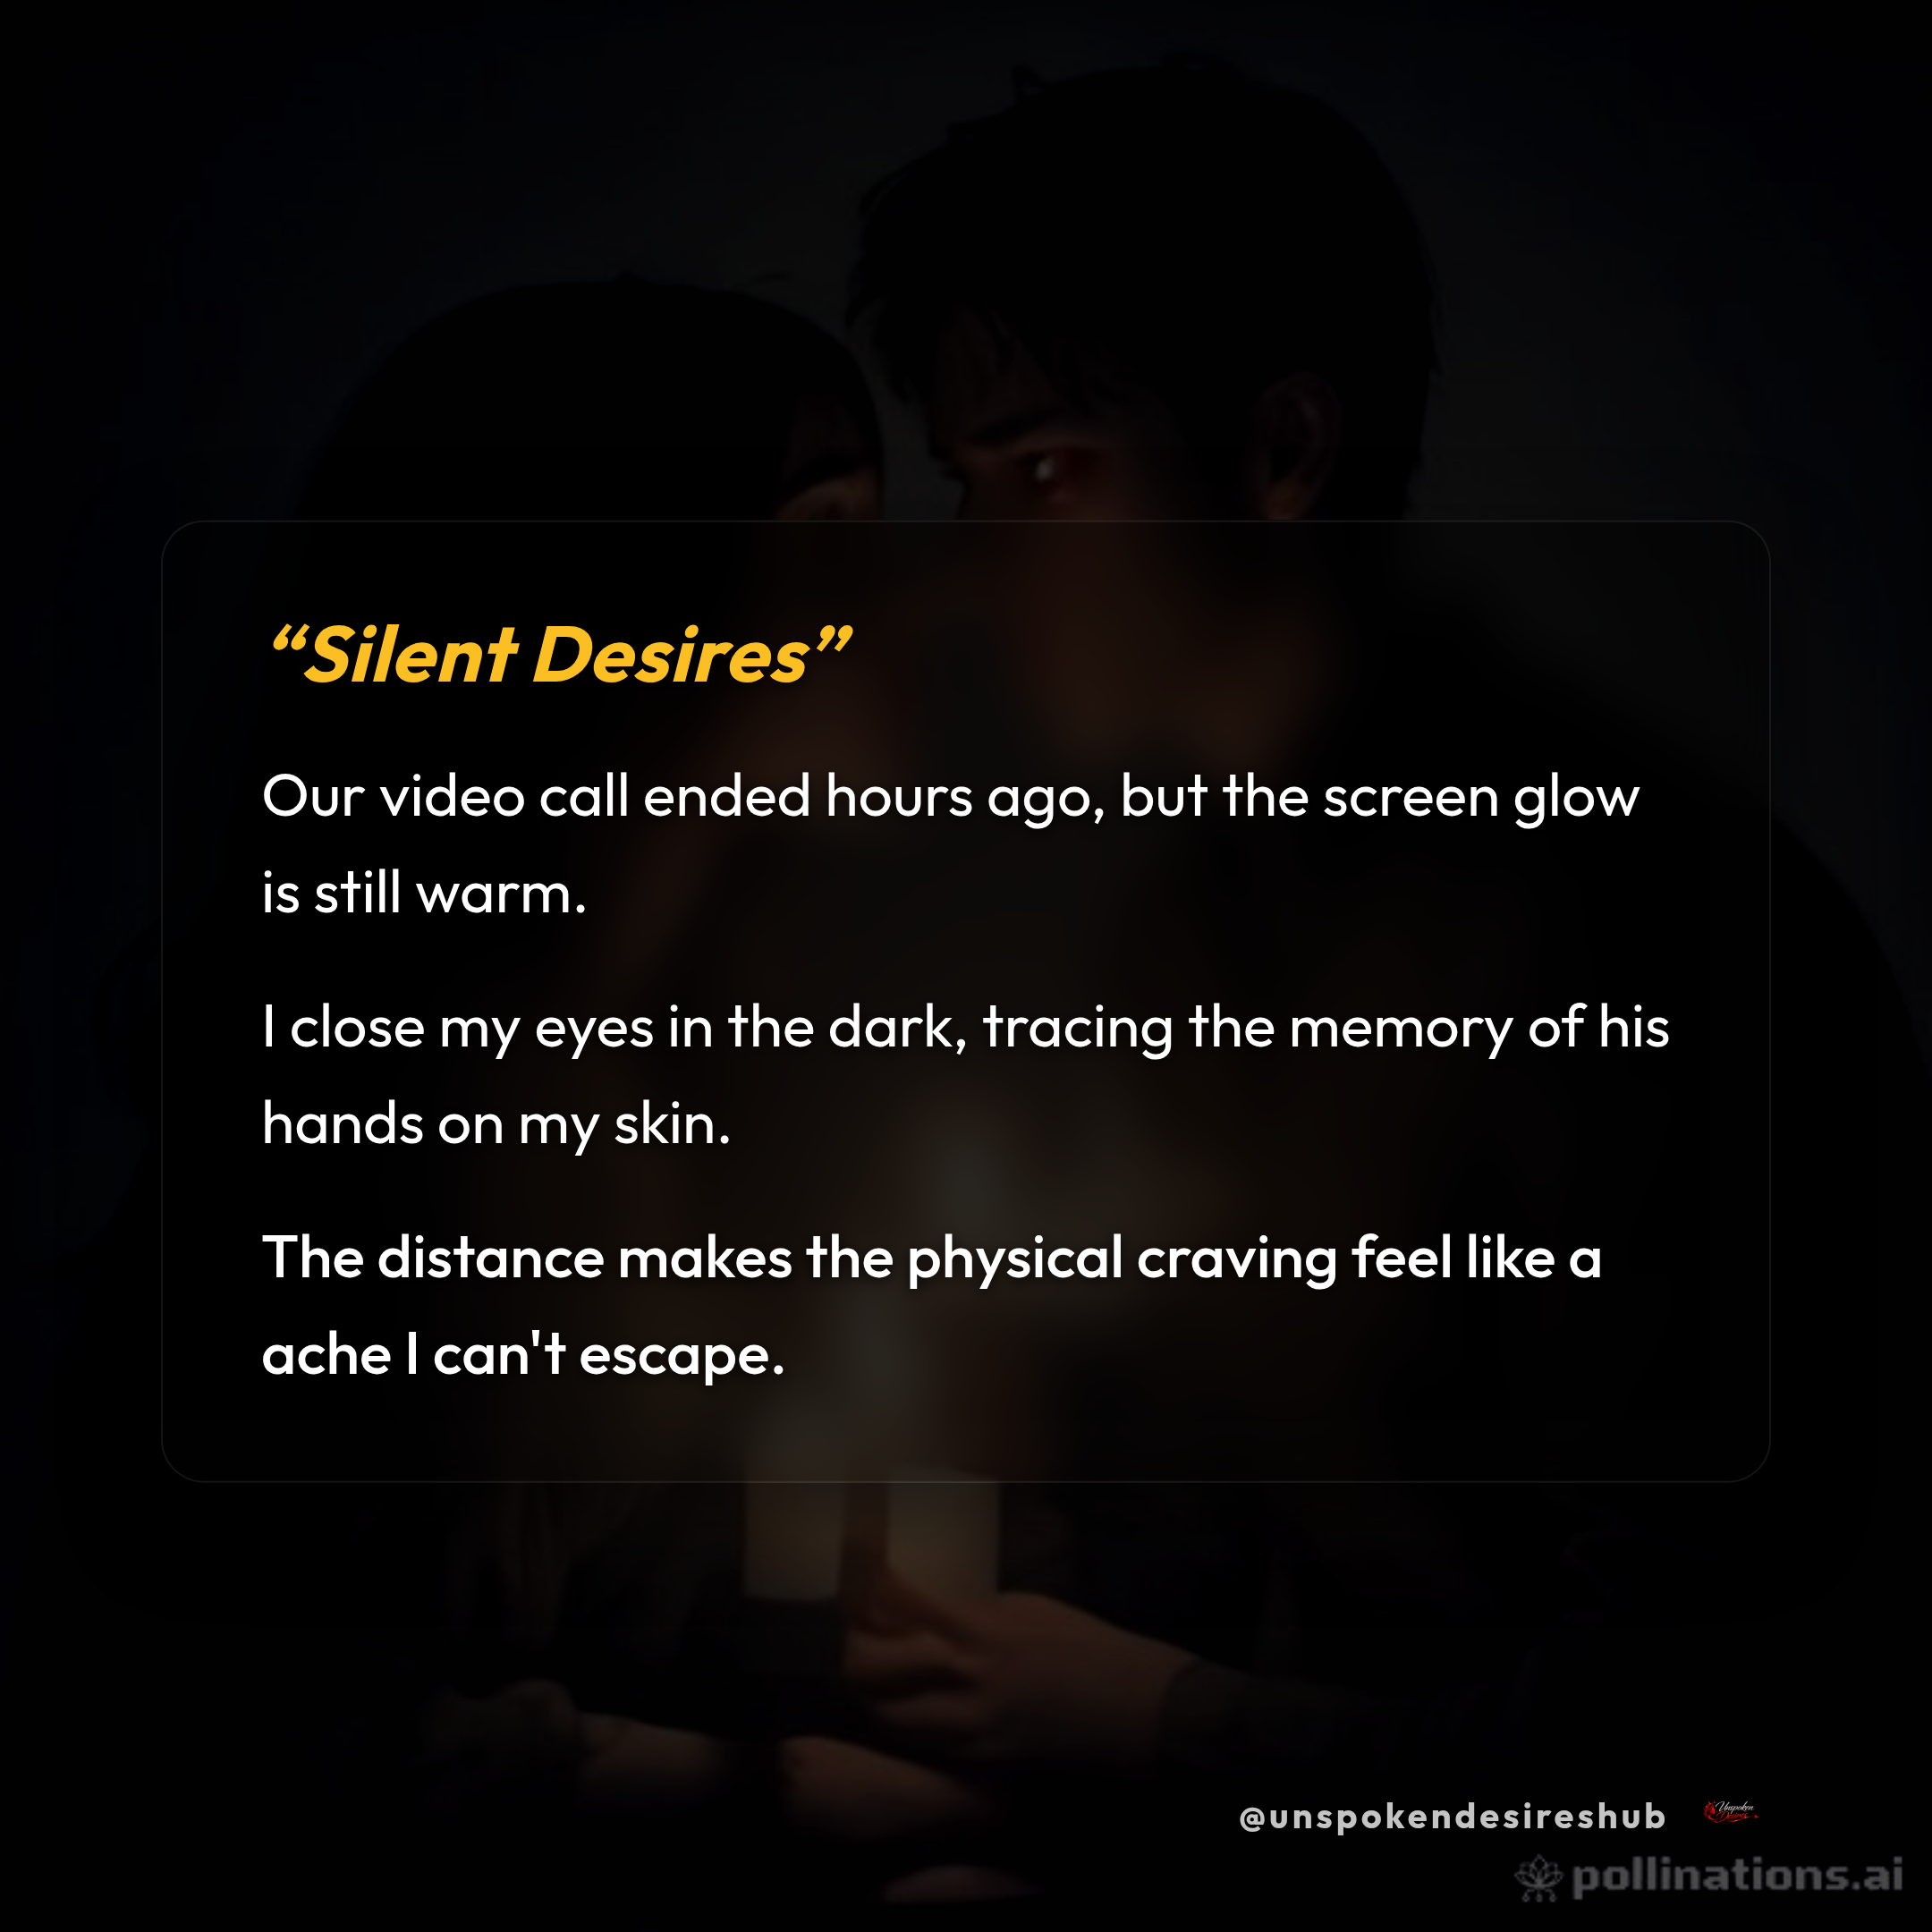 “Silent Desires”
Our video call ended hours ago, but the screen glow
is still warm.
I close my eyes in the dark, tracing the memory of his
hands on my skin.
The distance makes the physical craving feel like a
ache I can't escape.
@unspokendesireshub
Unspoken
Desires
pollinations.ai